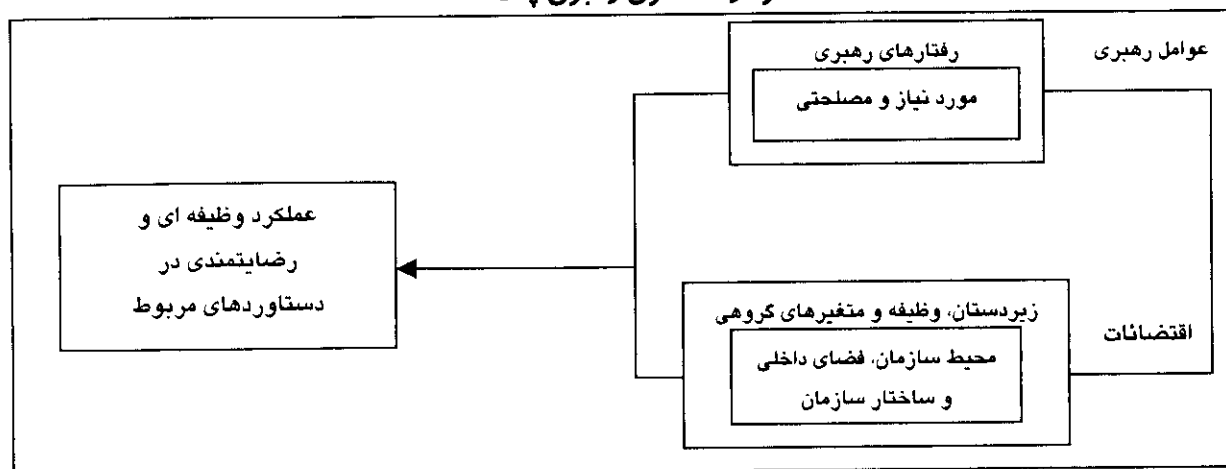 عوامل رهبری
رفتارهای رهبری
مورد نیاز و مصلحتی
عملکرد وظیفه ای و
رضایتمندی در
دستاوردهای مربوط
زیردستان، وظیفه و متغیرهای گروهی
محیط سازمان، فضای داخلی
و ساختار سازمان
اقتضائات